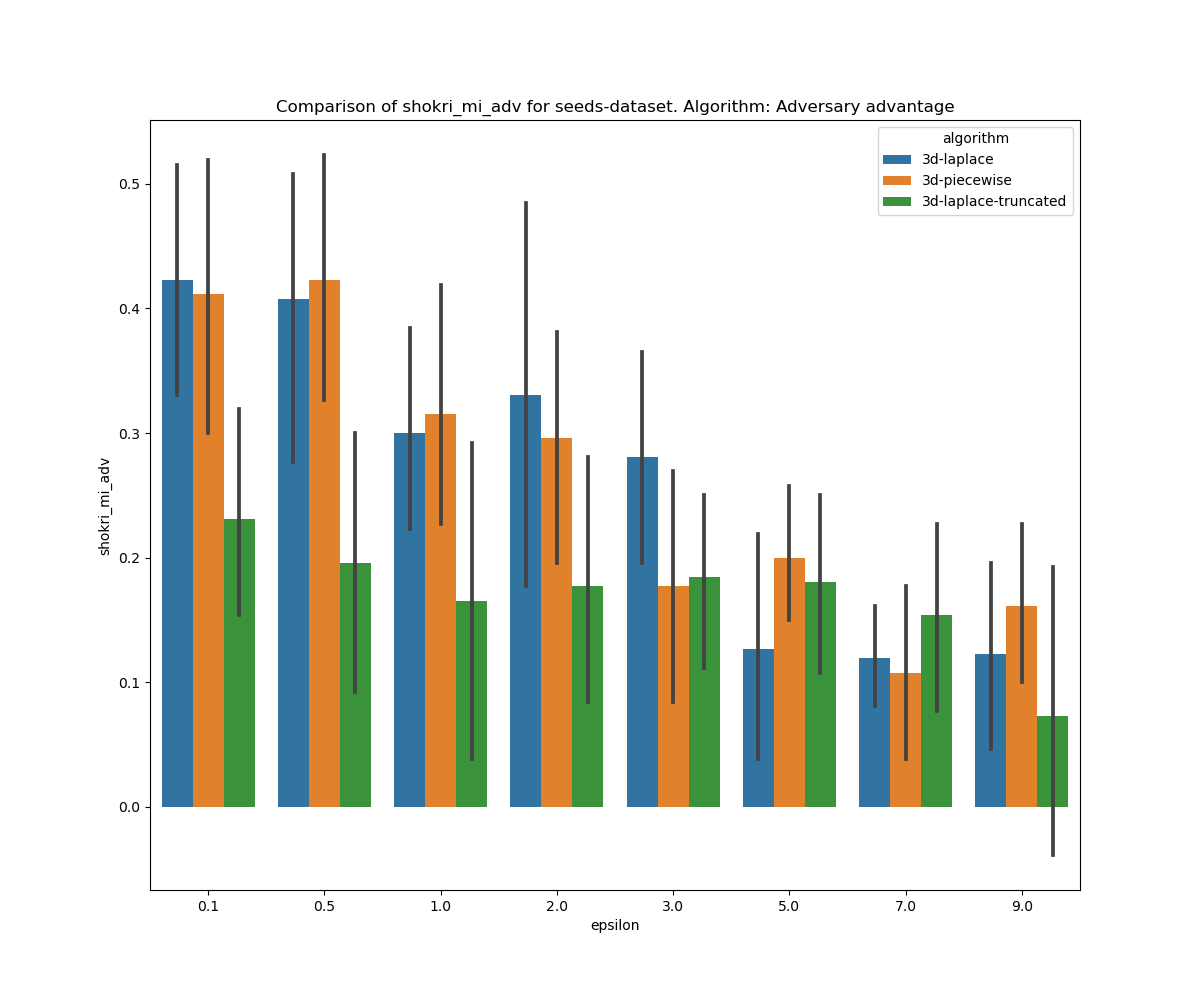 Comparison of shokri_mi_adv for seeds-dataset. Algorithm: Adversary advantage
algorithm
3d-laplace
3d-piecewise
3d-laplace-truncated
shokri_mi_adv
0.5
0.4
0.3
0.2
0.1
0.0
0.1 0.5 1.0 2.0 3.0 5.0 7.0 9.0
epsilon